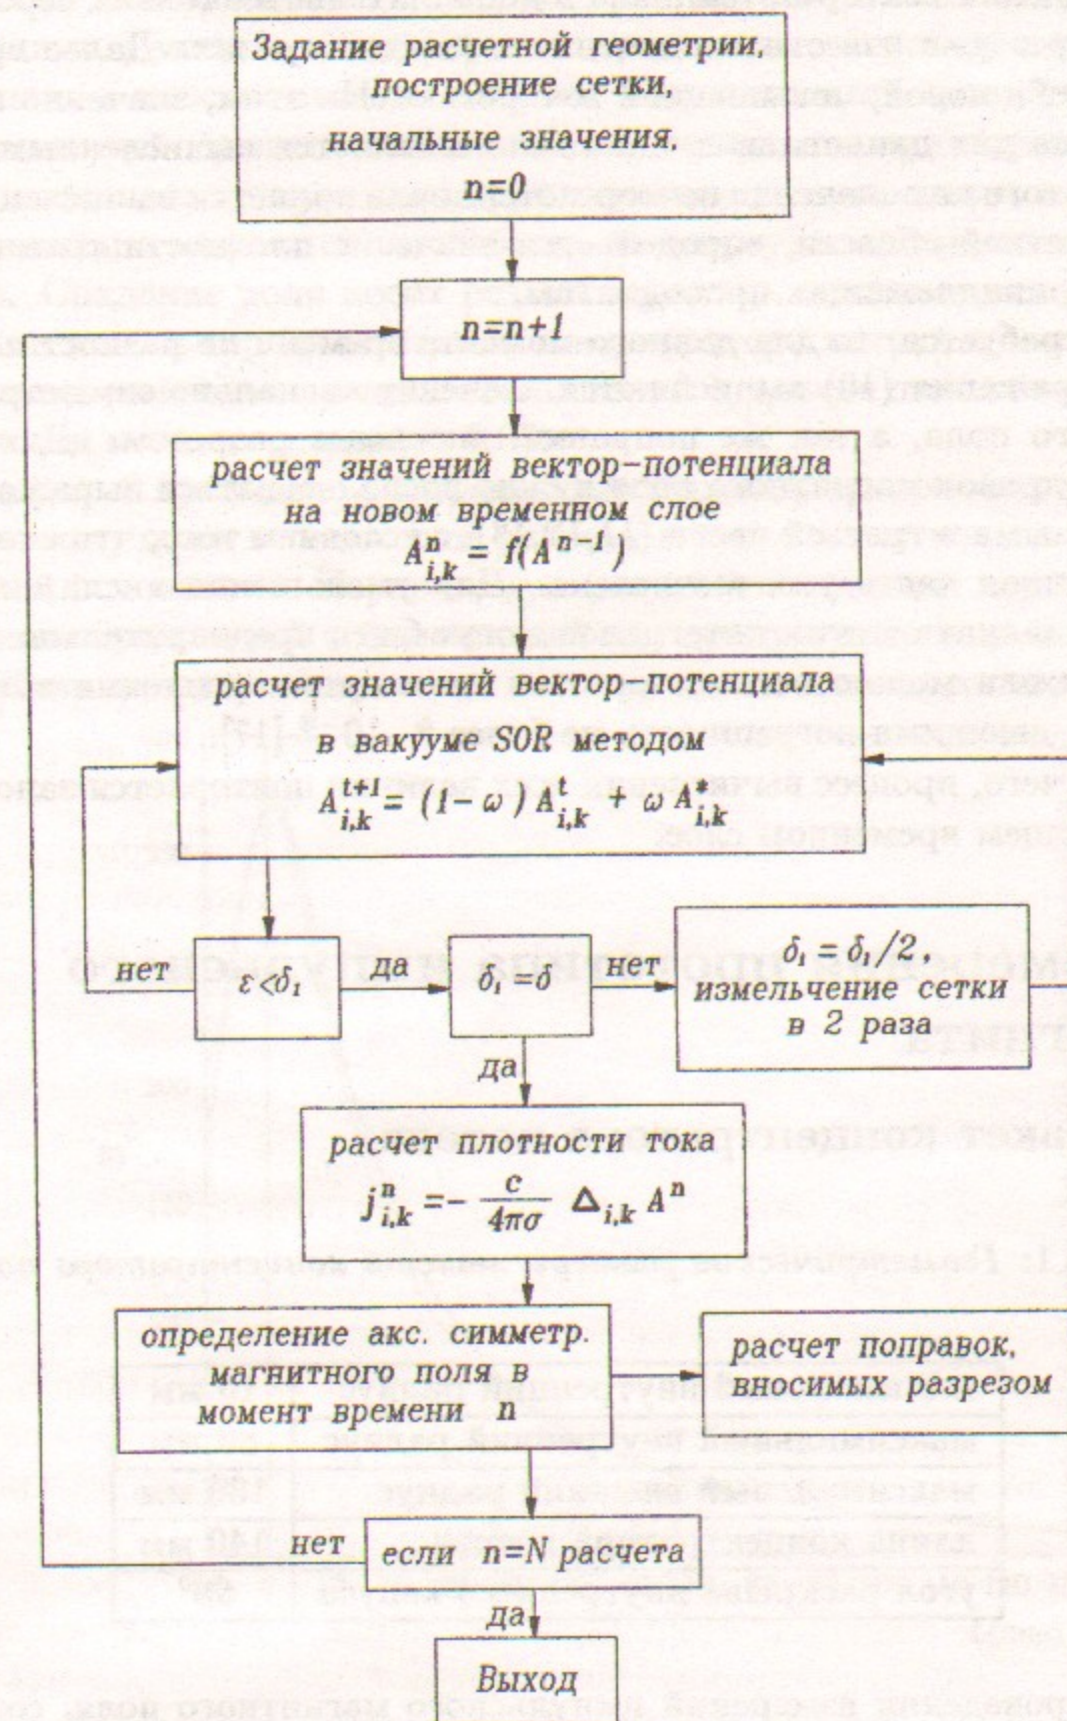 Задание расчетной геометрии,
построение сетки,
начальные значения,
n=0
n=n+1
расчет значений вектор-потенциала
на новом временном слое
A^n_{i,k} = f(A^{n-1})
расчет значений вектор-потенциала
в вакууме SOR методом
A^{t+1}_{i,k} = (1-ω) A^t_{i,k} + ω A^*_{i,k}
нет
ε<δ₁
да
δ₁=δ
нет
δ₁=δ₁/2,
измельчение сетки
в 2 раза
да
расчет плотности тока
j^n_{i,k} = - c/4πσ Δ_{i,k} A^n
определение акс. симметр.
магнитного поля в
момент времени n
расчет поправок,
вносимых разрезом
нет
если n=N расчета
да
Выход